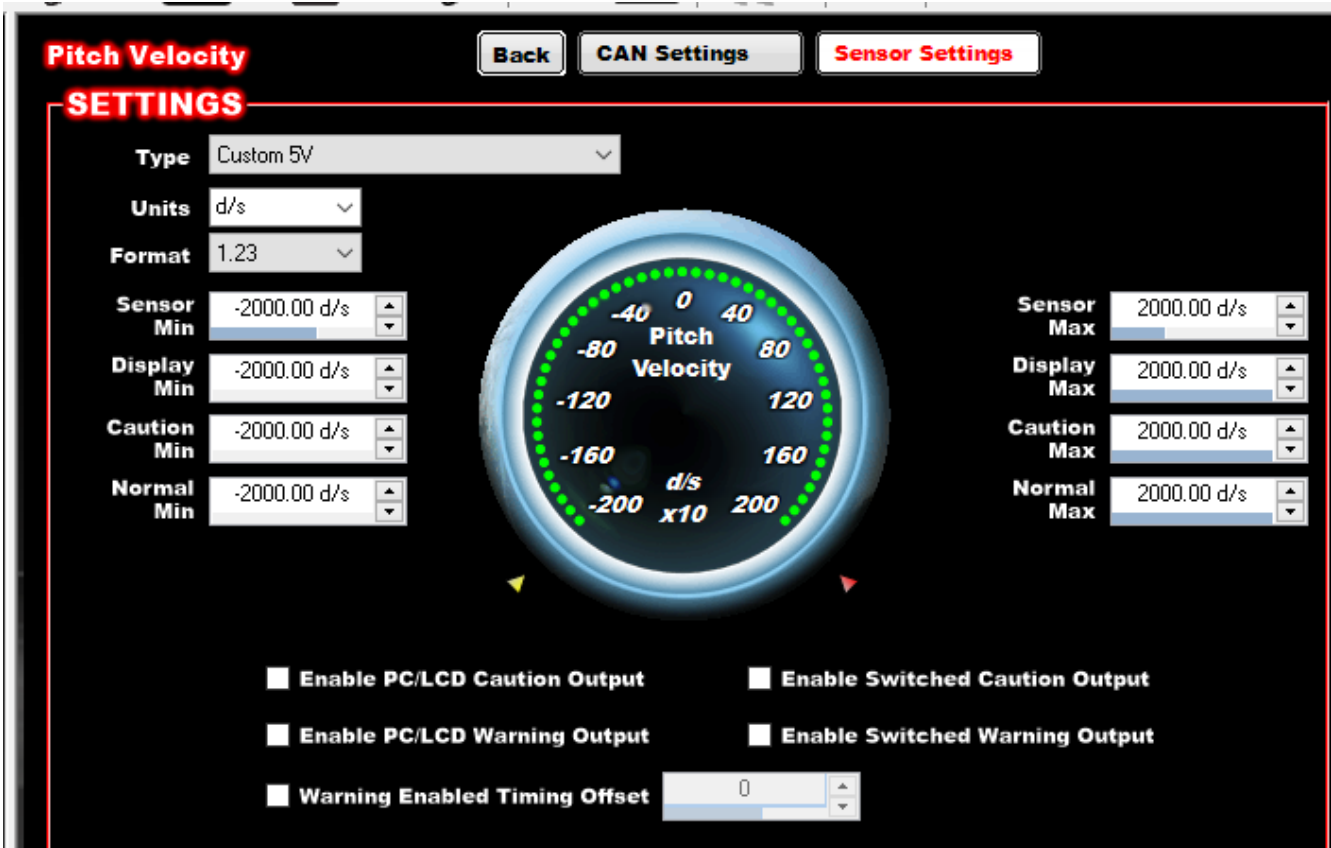 Pitch Velocity
Back
CAN Settings
Sensor Settings
SETTINGS
Type
Custom 5V
Units
d/s
Format
1.23
Sensor
Min
-2000.00 d/s
Display
Min
-2000.00 d/s
Caution
Min
-2000.00 d/s
Normal
Min
-2000.00 d/s
0
-40
40
Pitch
Velocity
-80
80
-120
120
-160
160
d/s
-200
x10
200
Sensor
Max
2000.00 d/s
Display
Max
2000.00 d/s
Caution
Max
2000.00 d/s
Normal
Max
2000.00 d/s
Enable PC/LCD Caution Output
Enable Switched Caution Output
Enable PC/LCD Warning Output
Enable Switched Warning Output
Warning Enabled Timing Offset
0